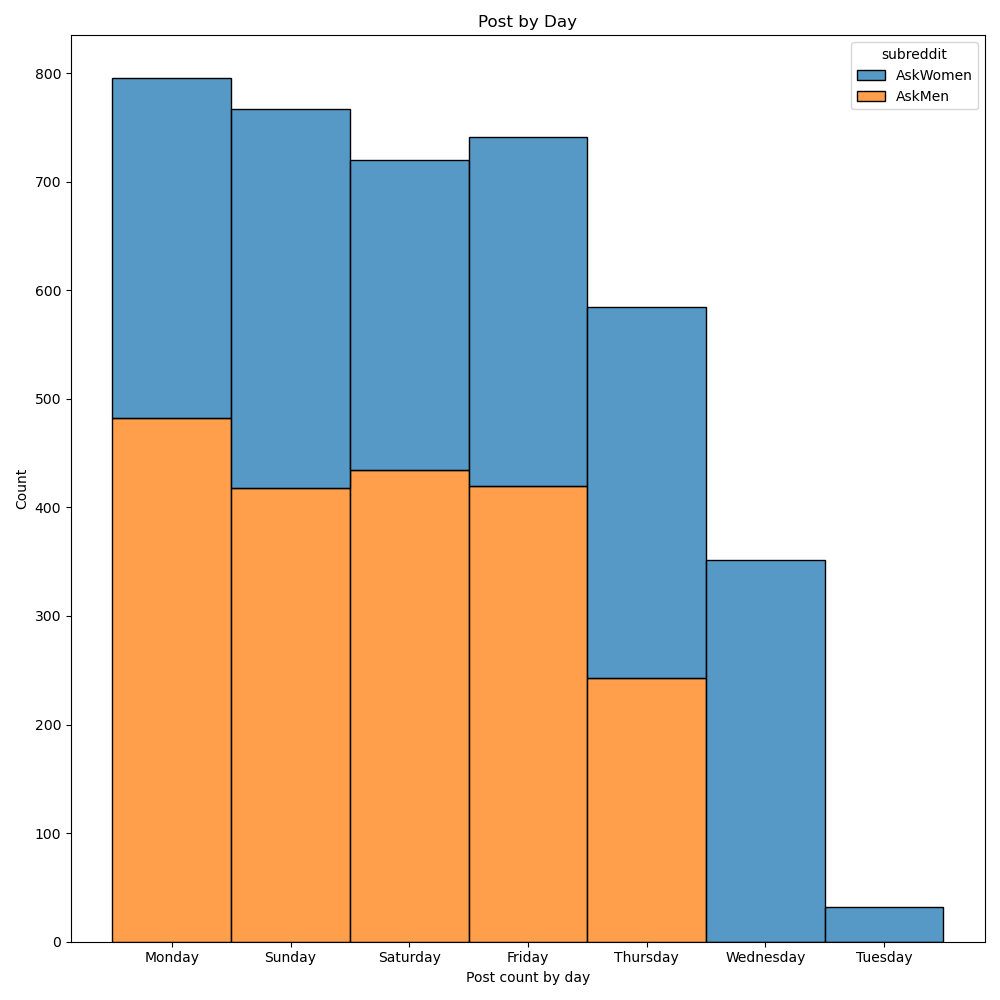 Post by Day
subreddit
AskWomen
AskMen
800
700
600
500
400
300
200
100
0
Count
Monday Sunday Saturday Friday Thursday Wednesday Tuesday
Post count by day